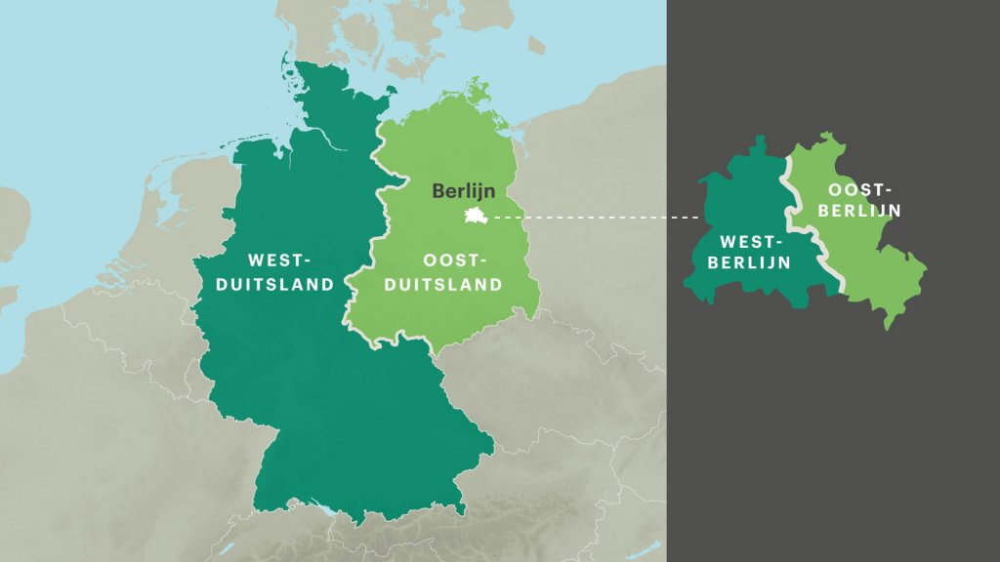 Berlijn
WEST-
DUITSLAND
OOST-
DUITSLAND
OOST-
BERLIJN
WEST-
BERLIJN